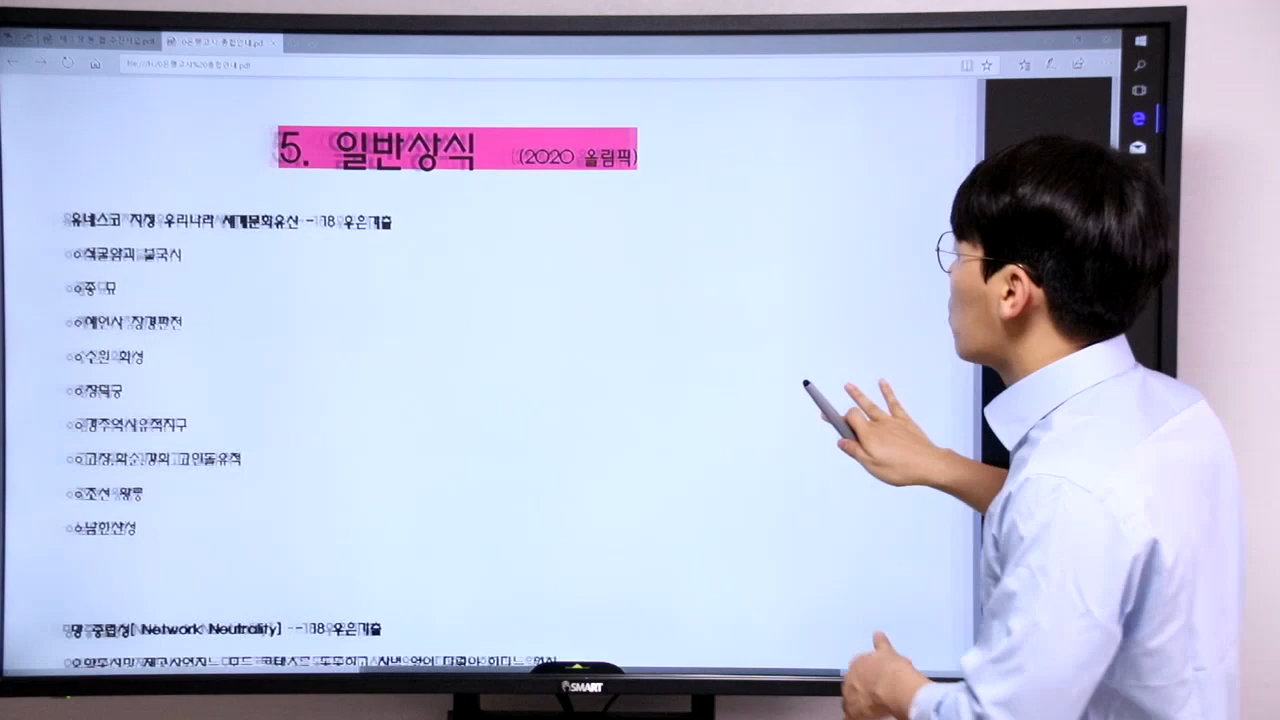 5. 일반상식 (2020 올림픽)
유네스코 지정 우리나라 세계문화유산 - 18 우은기출
○ 석굴암과 불국사
○ 종 묘
○ 해인사 장경판전
○ 수원 화성
○ 창덕궁
○ 경주역사유적지구
○ 고창,화순,강화 고인돌유적
○ 조선 왕릉
○ 남한산성
망 중립성[ Network Neutrality] - 18 우은기출
SMART